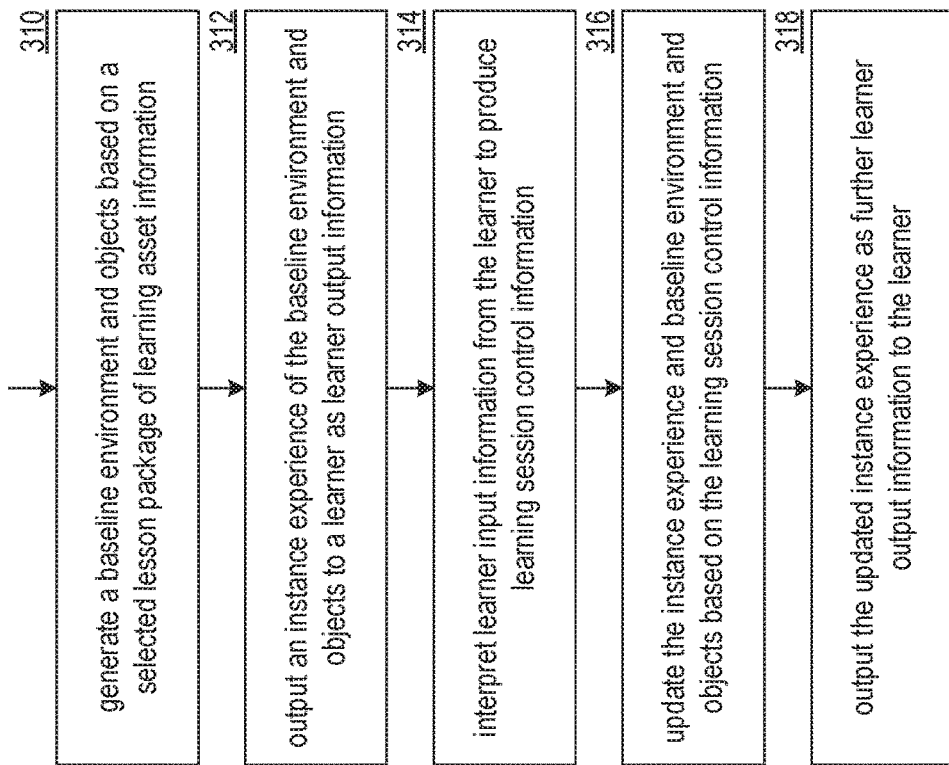 310
generate a baseline environment and objects based on a
selected lesson package of learning asset information
312
output an instance experience of the baseline environment and
objects to a learner as learner output information
314
interpret learner input information from the learner to produce
learning session control information
316
update the instance experience and baseline environment and
objects based on the learning session control information
318
output the updated instance experience as further learner
output information to the learner